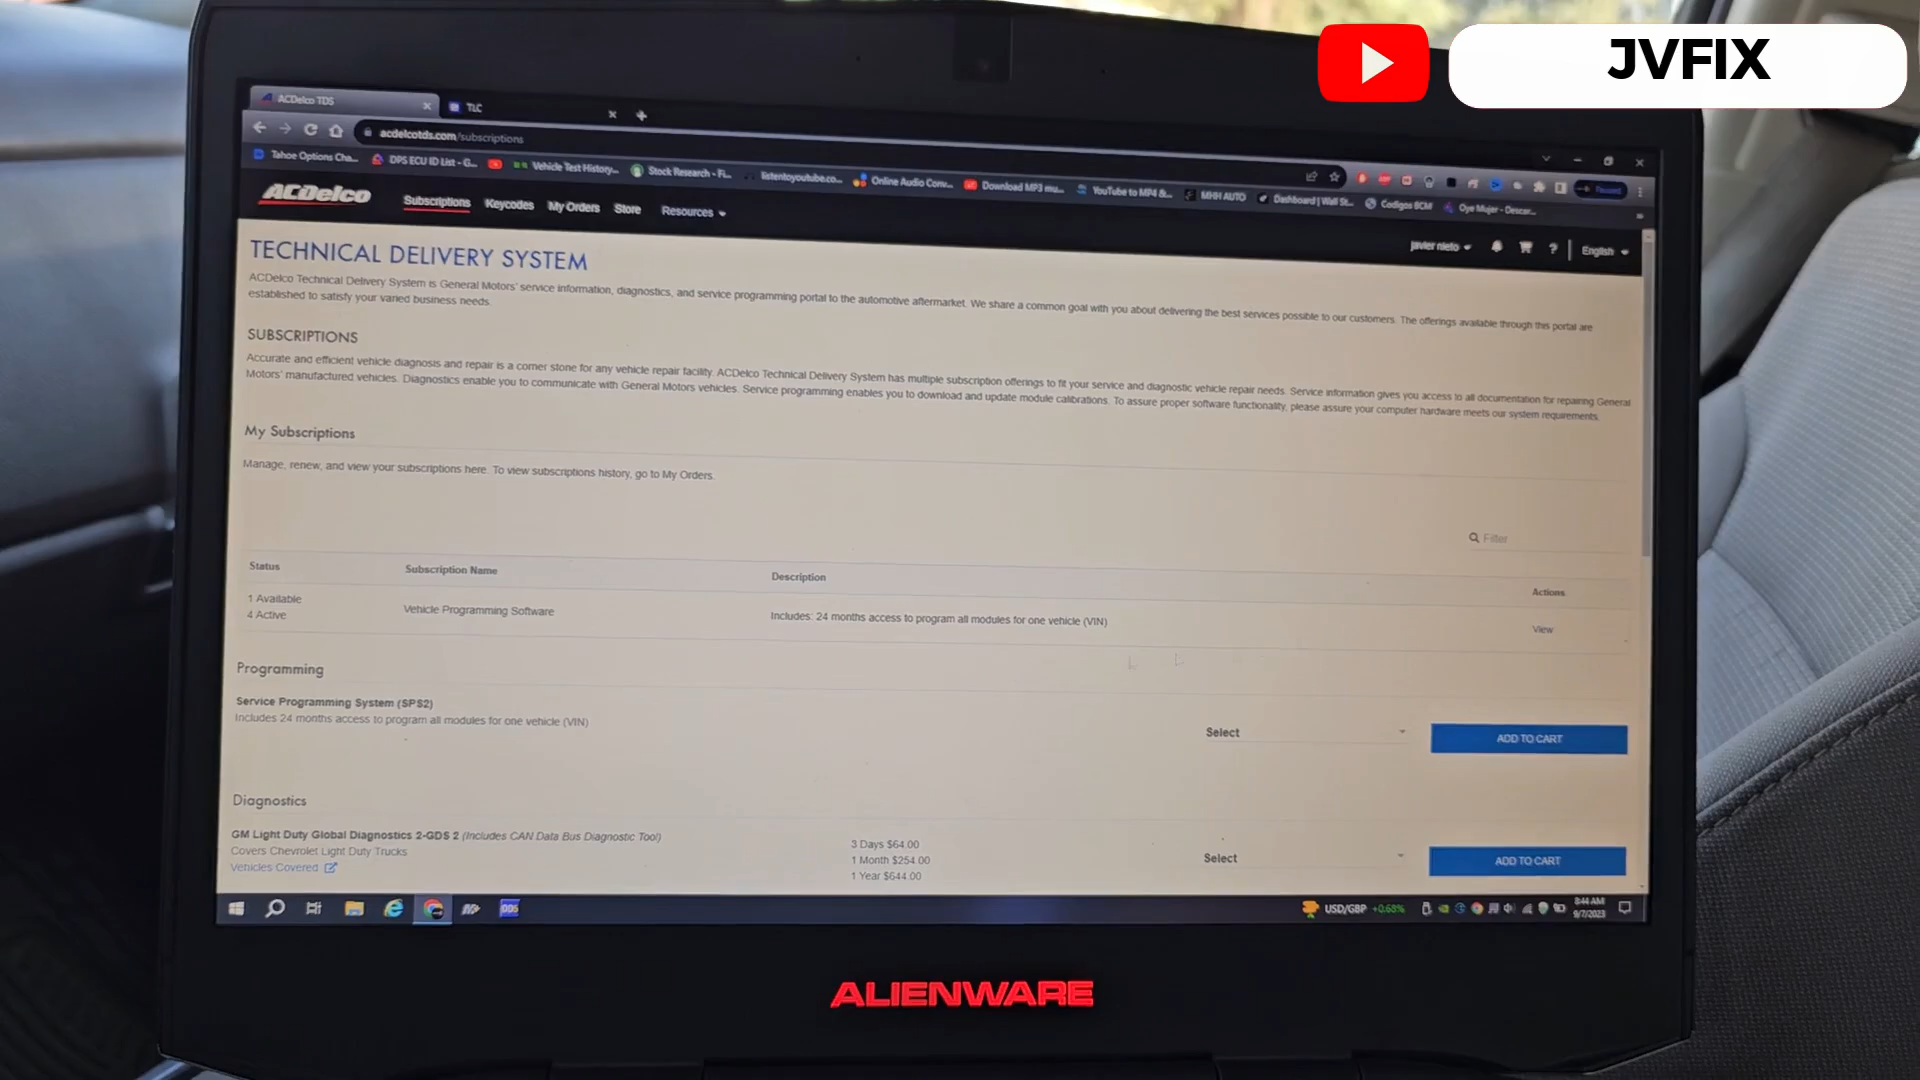 JVFIX
ACDelco TDS
TLC
acdelcotds.com/subscriptions
Tahoe Options Cha... DPS ECU ID List - G... Vehicle Test History... Stock Research - Fi... listentoyoutube.co... Online Audio Conv... Download MP3 mu... YouTube to MP4 &... MHH AUTO Dashboard | Wall St... Codigos BCM Oye Mujer - Descar...
Paused
ACDelco Subscriptions Keycodes My Orders Store Resources
javier nieto ? English
TECHNICAL DELIVERY SYSTEM
ACDelco Technical Delivery System is General Motors' service information, diagnostics, and service programming portal to the automotive aftermarket. We share a common goal with you about delivering the best services possible to our customers. The offerings available through this portal are
established to satisfy your varied business needs.
SUBSCRIPTIONS
Accurate and efficient vehicle diagnosis and repair is a corner stone for any vehicle repair facility. ACDelco Technical Delivery System has multiple subscription offerings to fit your service and diagnostic vehicle repair needs. Service information gives you access to all documentation for repairing General
Motors' manufactured vehicles. Diagnostics enable you to communicate with General Motors vehicles. Service programming enables you to download and update module calibrations. To assure proper software functionality, please assure your computer hardware meets our system requirements.
My Subscriptions
Manage, renew, and view your subscriptions here. To view subscriptions history, go to My Orders.
Filter
Status Subscription Name Description Actions
1 Available
4 Active
Vehicle Programming Software
Includes: 24 months access to program all modules for one vehicle (VIN)
View
Programming
Service Programming System (SPS2)
Includes 24 months access to program all modules for one vehicle (VIN)
Select
ADD TO CART
Diagnostics
GM Light Duty Global Diagnostics 2-GDS 2 (Includes CAN Data Bus Diagnostic Tool)
Covers Chevrolet Light Duty Trucks
Vehicles Covered
3 Days $64.00
1 Month $254.00
1 Year $644.00
Select
ADD TO CART
USD/GBP +0.68%
8:44 AM
9/7/2023
ALIENWARE